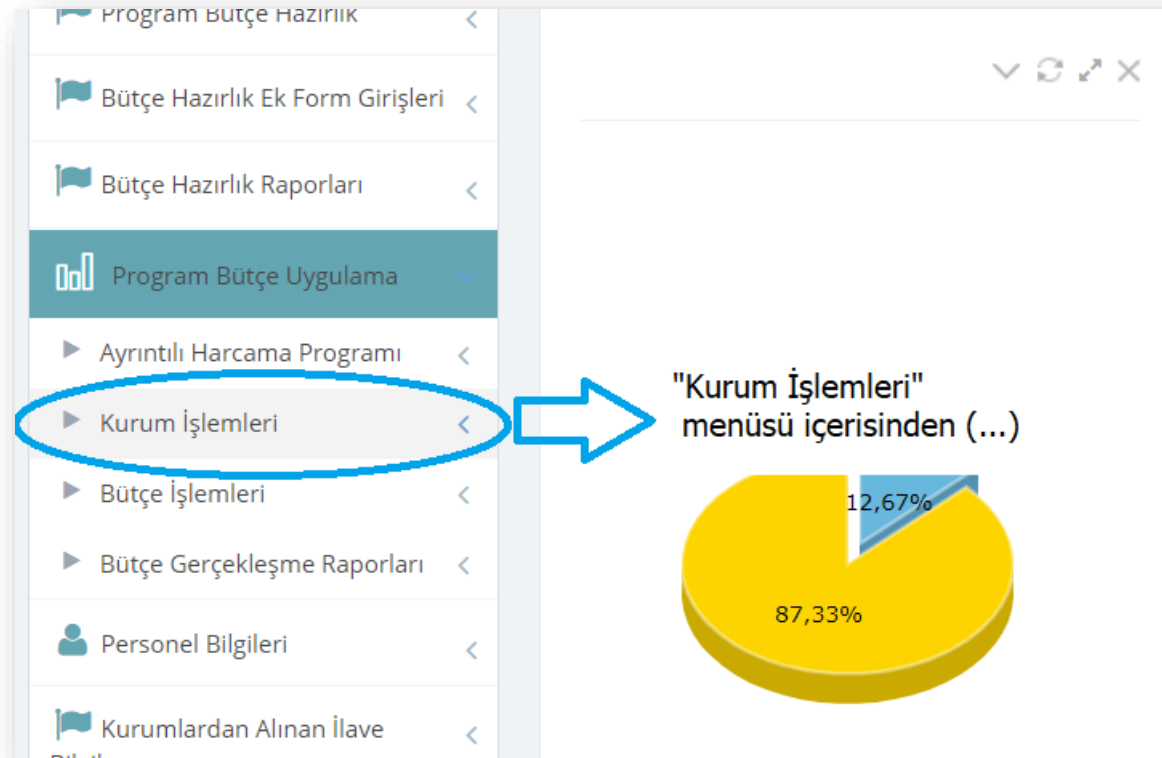 Program Bütçe Hazırlık
Bütçe Hazırlık Ek Form Girişleri
Bütçe Hazırlık Raporları
Program Bütçe Uygulama
Ayrıntılı Harcama Programı
Kurum İşlemleri
Bütçe İşlemleri
Bütçe Gerçekleşme Raporları
Personel Bilgileri
Kurumlardan Alınan İlave
"Kurum İşlemleri"
menüsü içerisinden (...)
12,67%
87,33%